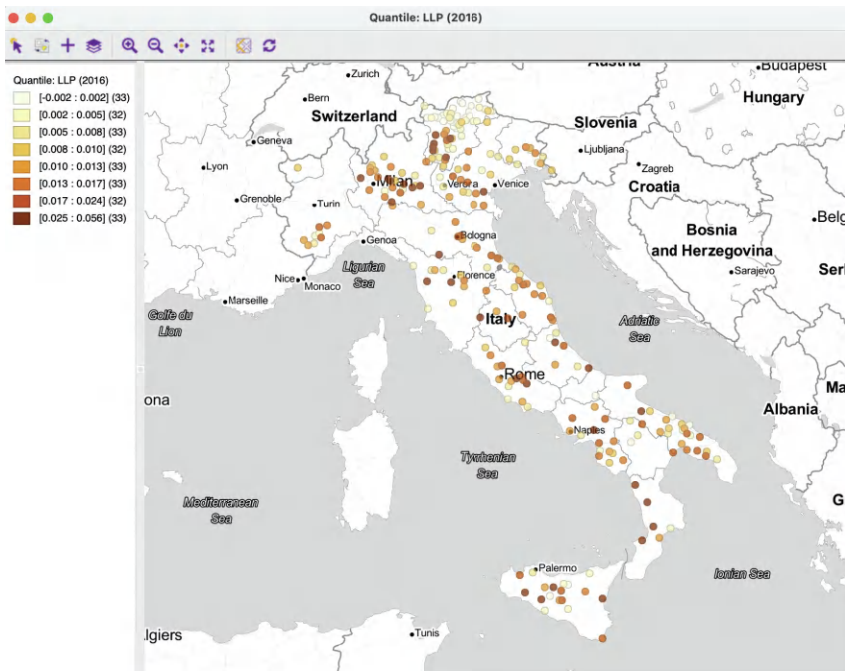 Quantile: LLP (2016)
Quantile: LLP (2016)
[-0.002 : 0.002] (33)
[0.002 : 0.005] (32)
[0.005 : 0.008] (33)
[0.008 : 0.010] (32)
[0.010 : 0.013] (33)
[0.013 : 0.017] (33)
[0.017 : 0.024] (32)
[0.025 : 0.056] (33)
Zurich
Budapest
Bern
Switzerland
Hungary
Slovenia
Geneva
Ljubljana
Lyon
Zagreb
Milan
Verona
Venice
Croatia
Grenoble
Turin
Bologna
Bosnia
and Herzegovina
Genoa
Ligurian
Sea
Florence
Sarajevo
Nice
Monaco
Marseille
Golfe du
Lion
Italy
Adriatic
Sea
Rome
ona
Albania
Naples
Tyrrhenian
Sea
Mediterranean
Sea
G
Palermo
Ionian Sea
lgiers
Tunis